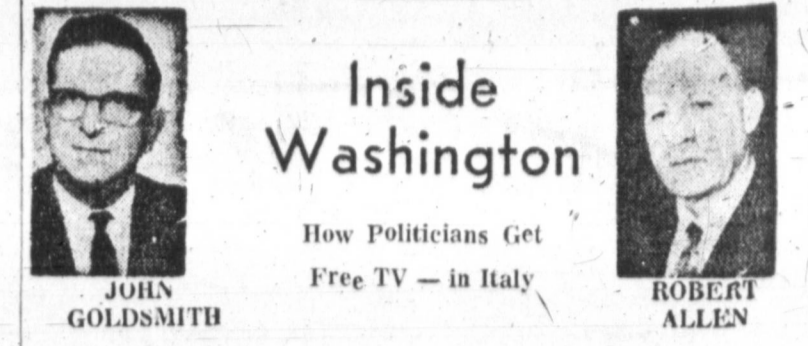 Inside
Washington
How Politicians Get
Free TV — in Italy
JOHN
GOLDSMITH
ROBERT
ALLEN